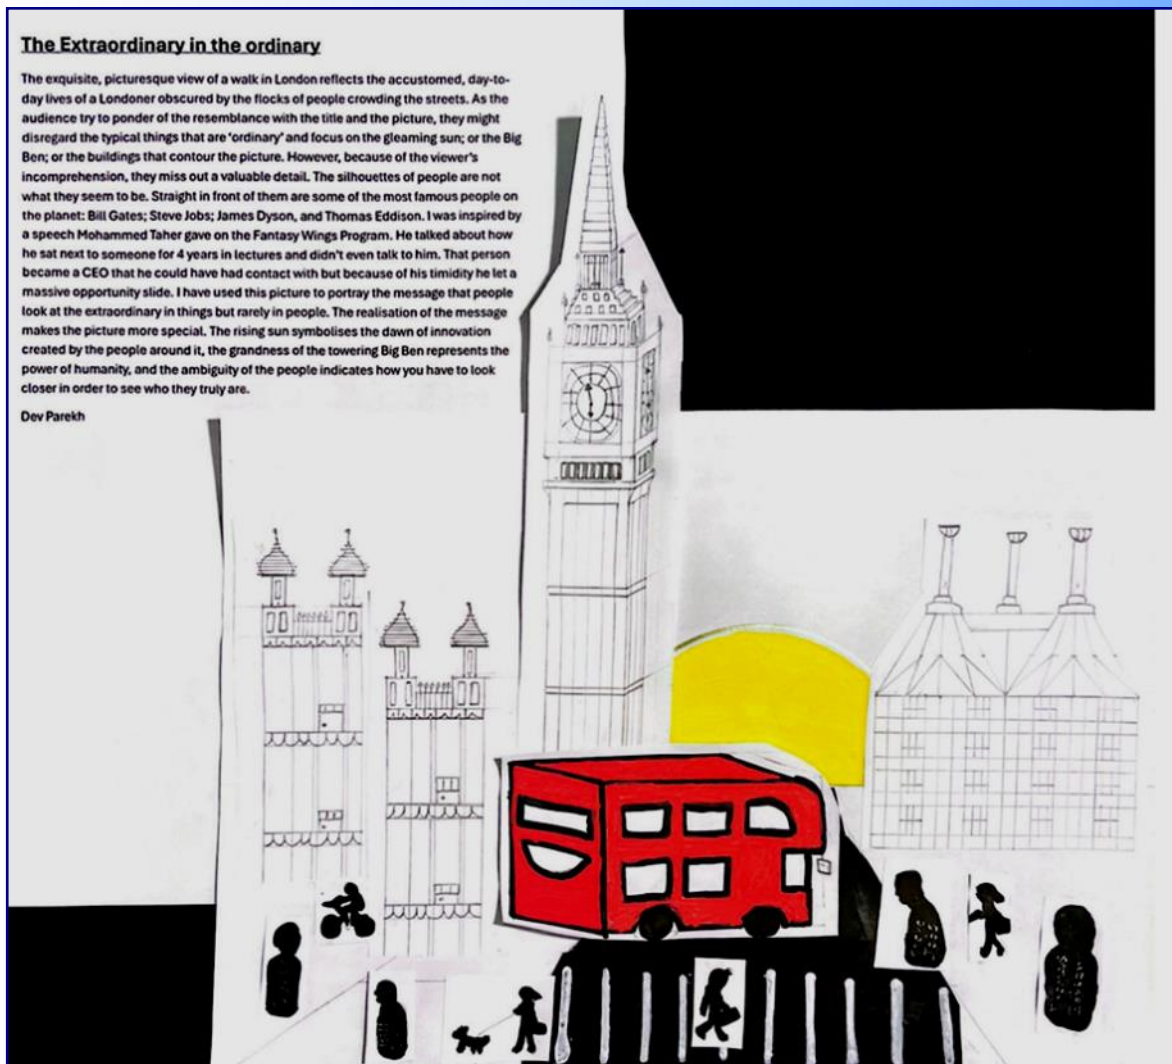 The Extraordinary in the ordinary
The exquisite, picturesque view of a walk in London reflects the accustomed, day-to-
day lives of a Londoner obscured by the flocks of people crowding the streets. As the
audience try to ponder of the resemblance with the title and the picture, they might
disregard the typical things that are ‘ordinary’ and focus on the gleaming sun; or the Big
Ben; or the buildings that contour the picture. However, because of the viewer's
incomprehension, they miss out a valuable detail. The silhouettes of people are not
what they seem to be. Straight in front of them are some of the most famous people on
the planet: Bill Gates; Steve Jobs; James Dyson, and Thomas Eddison. I was inspired by
a speech Mohammed Taher gave on the Fantasy Wings Program. He talked about how
he sat next to someone for 4 years in lectures and didn't even talk to him. That person
became a CEO that he could have had contact with but because of his timidity he let a
massive opportunity slide. I have used this picture to portray the message that people
look at the extraordinary in things but rarely in people. The realisation of the message
makes the picture more special. The rising sun symbolises the dawn of innovation
created by the people around it, the grandness of the towering Big Ben represents the
power of humanity, and the ambiguity of the people indicates how you have to look
closer in order to see who they truly are.
Dev Parekh